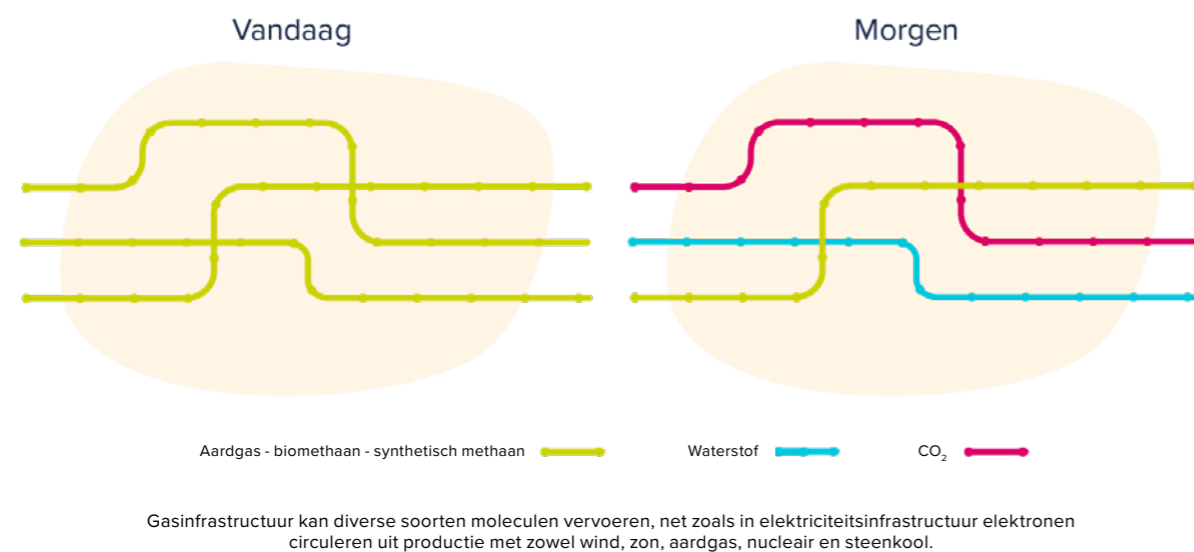 Vandaag
Morgen
Aardgas - biomethaan - synthetisch methaan
Waterstof
CO₂
Gasinfrastructuur kan diverse soorten moleculen vervoeren, net zoals in elektriciteitsinfrastructuur elektronen
circuleren uit productie met zowel wind, zon, aardgas, nucleair en steenkool.